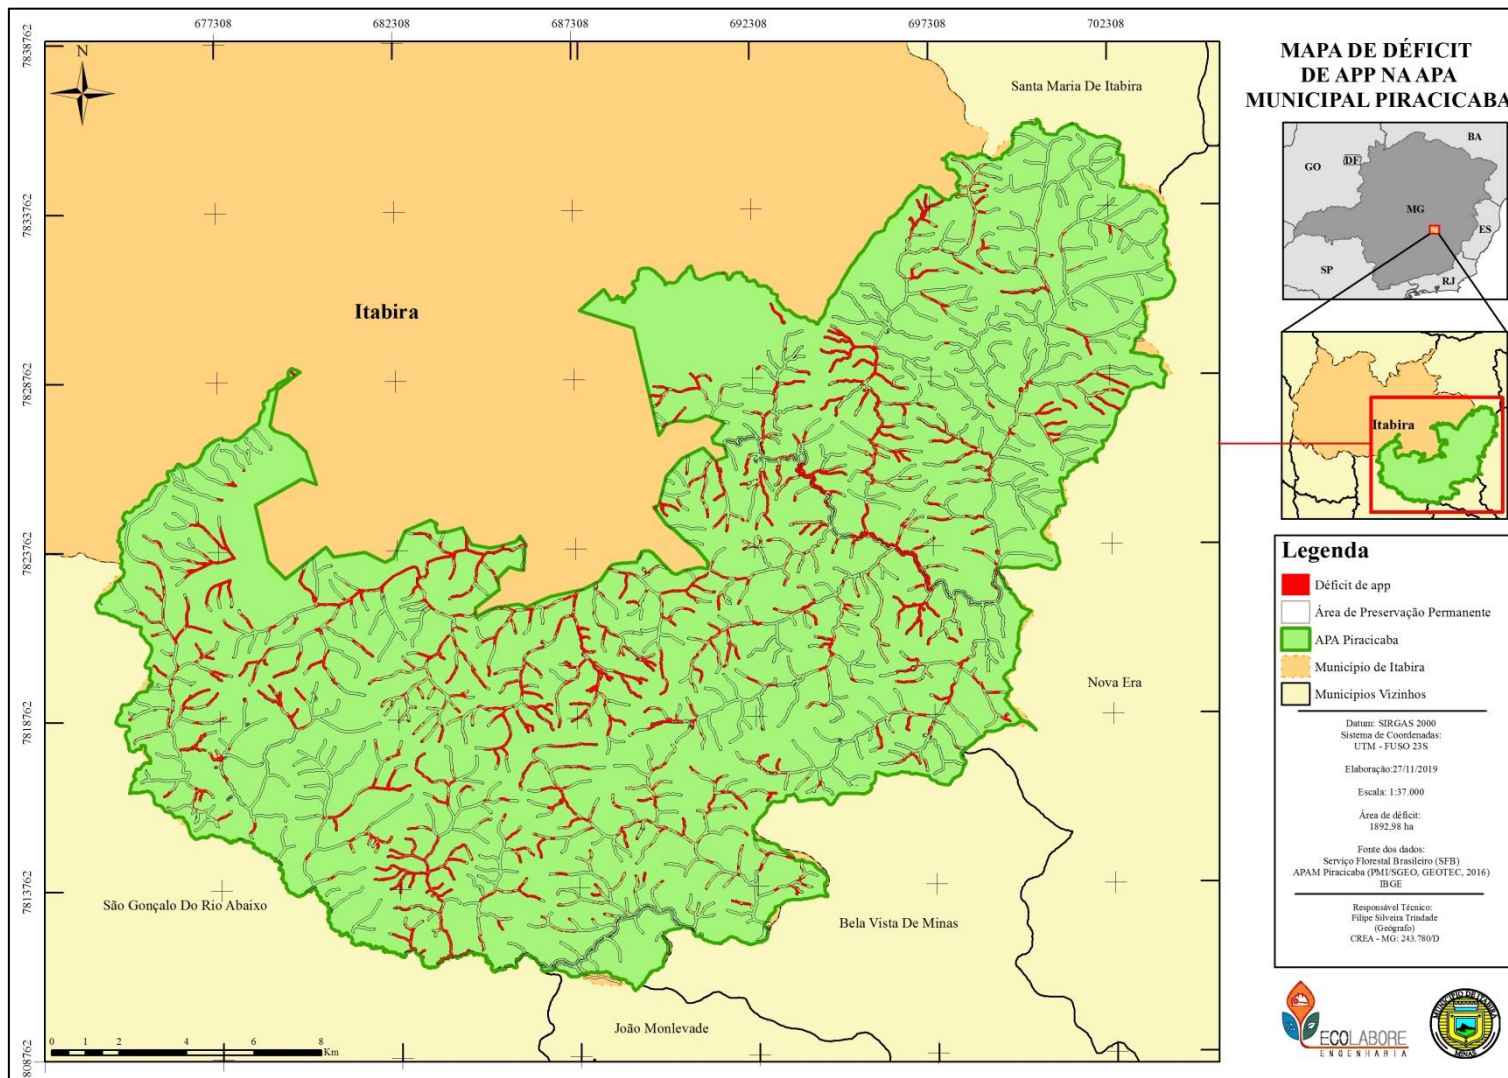 677308 682308 687308 692308 697308 702308
7838762
7833762
7828762
7823762
7818762
7813762
7808762
N
Santa Maria De Itabira
Itabira
Nova Era
São Gonçalo Do Rio Abaixo
Bela Vista De Minas
João Monlevade
0 1 2 4 6 8
Km
MAPA DE DÉFICIT
DE APP NA APA
MUNICIPAL PIRACICABA
BA
GO
DF
MG
ES
SP
RJ
Itabira
Legenda
Déficit de app
Área de Preservação Permanente
APA Piracicaba
Municipio de Itabira
Municípios Vizinhos
Datum: SIRGAS 2000
Sistema de Coordenadas:
UTM - FUSO 23S
Elaboração:27/11/2019
Escala: 1:37.000
Área de déficit:
1892,98 ha
Fonte dos dados:
Serviço Florestal Brasileiro (SFB)
APAM Piracicaba (PMI/SGEO, GEOTEC, 2016)
IBGE
Responsável Técnico:
Filipe Silveira Trindade
(Geógrafo)
CREA - MG: 243.780/D
ECOLABORE
ENGENHARIA
MUNICÍPIO DE ITABIRA
MINAS